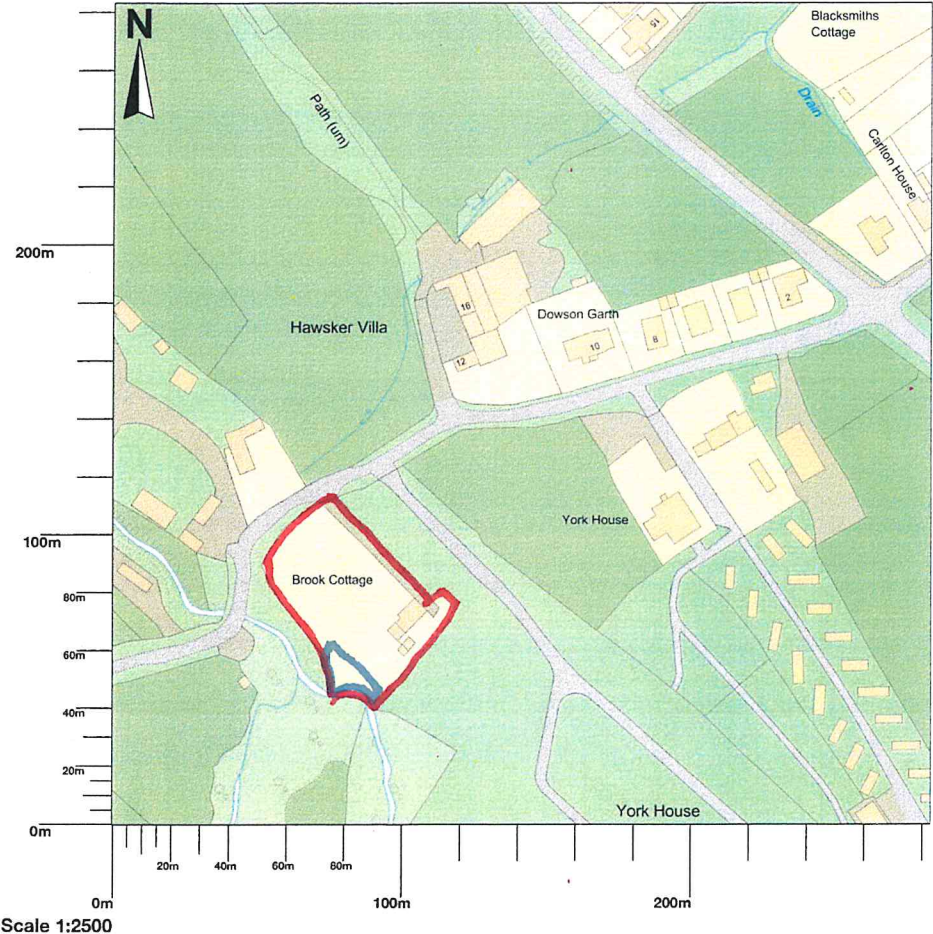 N
15
Blacksmiths
Cottage
Drain
Path (um)
Carlton House
200m
16
Dowson Garth
2
Hawsker Villa
8
10
12
York House
100m
Brook Cottage
80m
60m
40m
20m
York House
0m
20m
40m
60m
80m
0m
100m
200m
Scale 1:2500